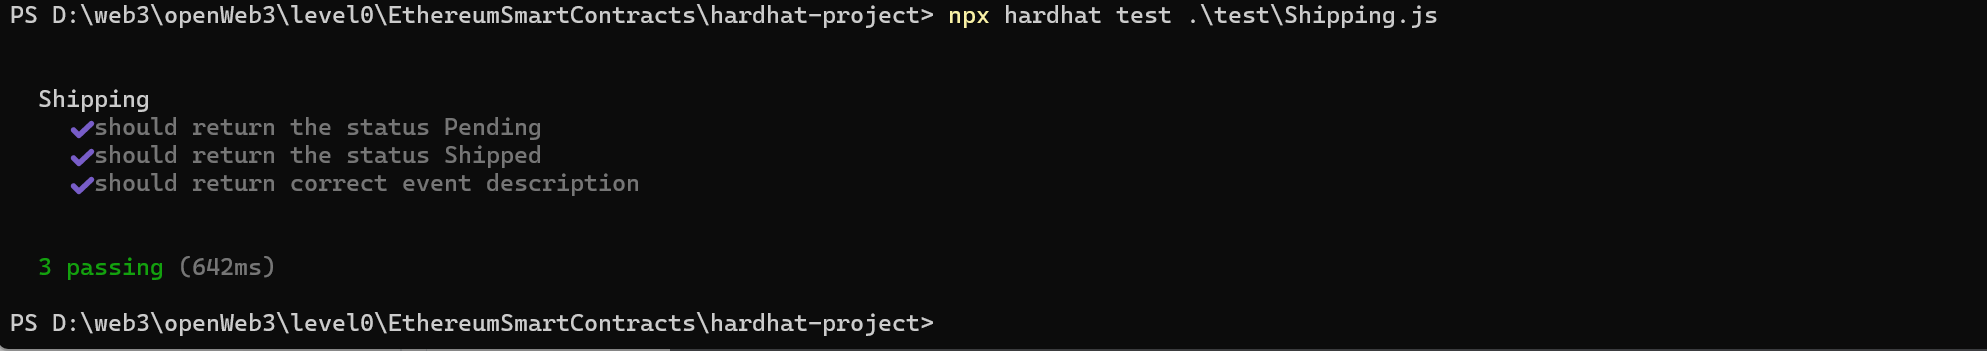 PS D:\web3\openWeb3\level0\EthereumSmartContracts\hardhat-project> npx hardhat test .\test\Shipping.js
Shipping
✔should return the status Pending
✔should return the status Shipped
✔should return correct event description
3 passing (642ms)
PS D:\web3\openWeb3\level0\EthereumSmartContracts\hardhat-project>